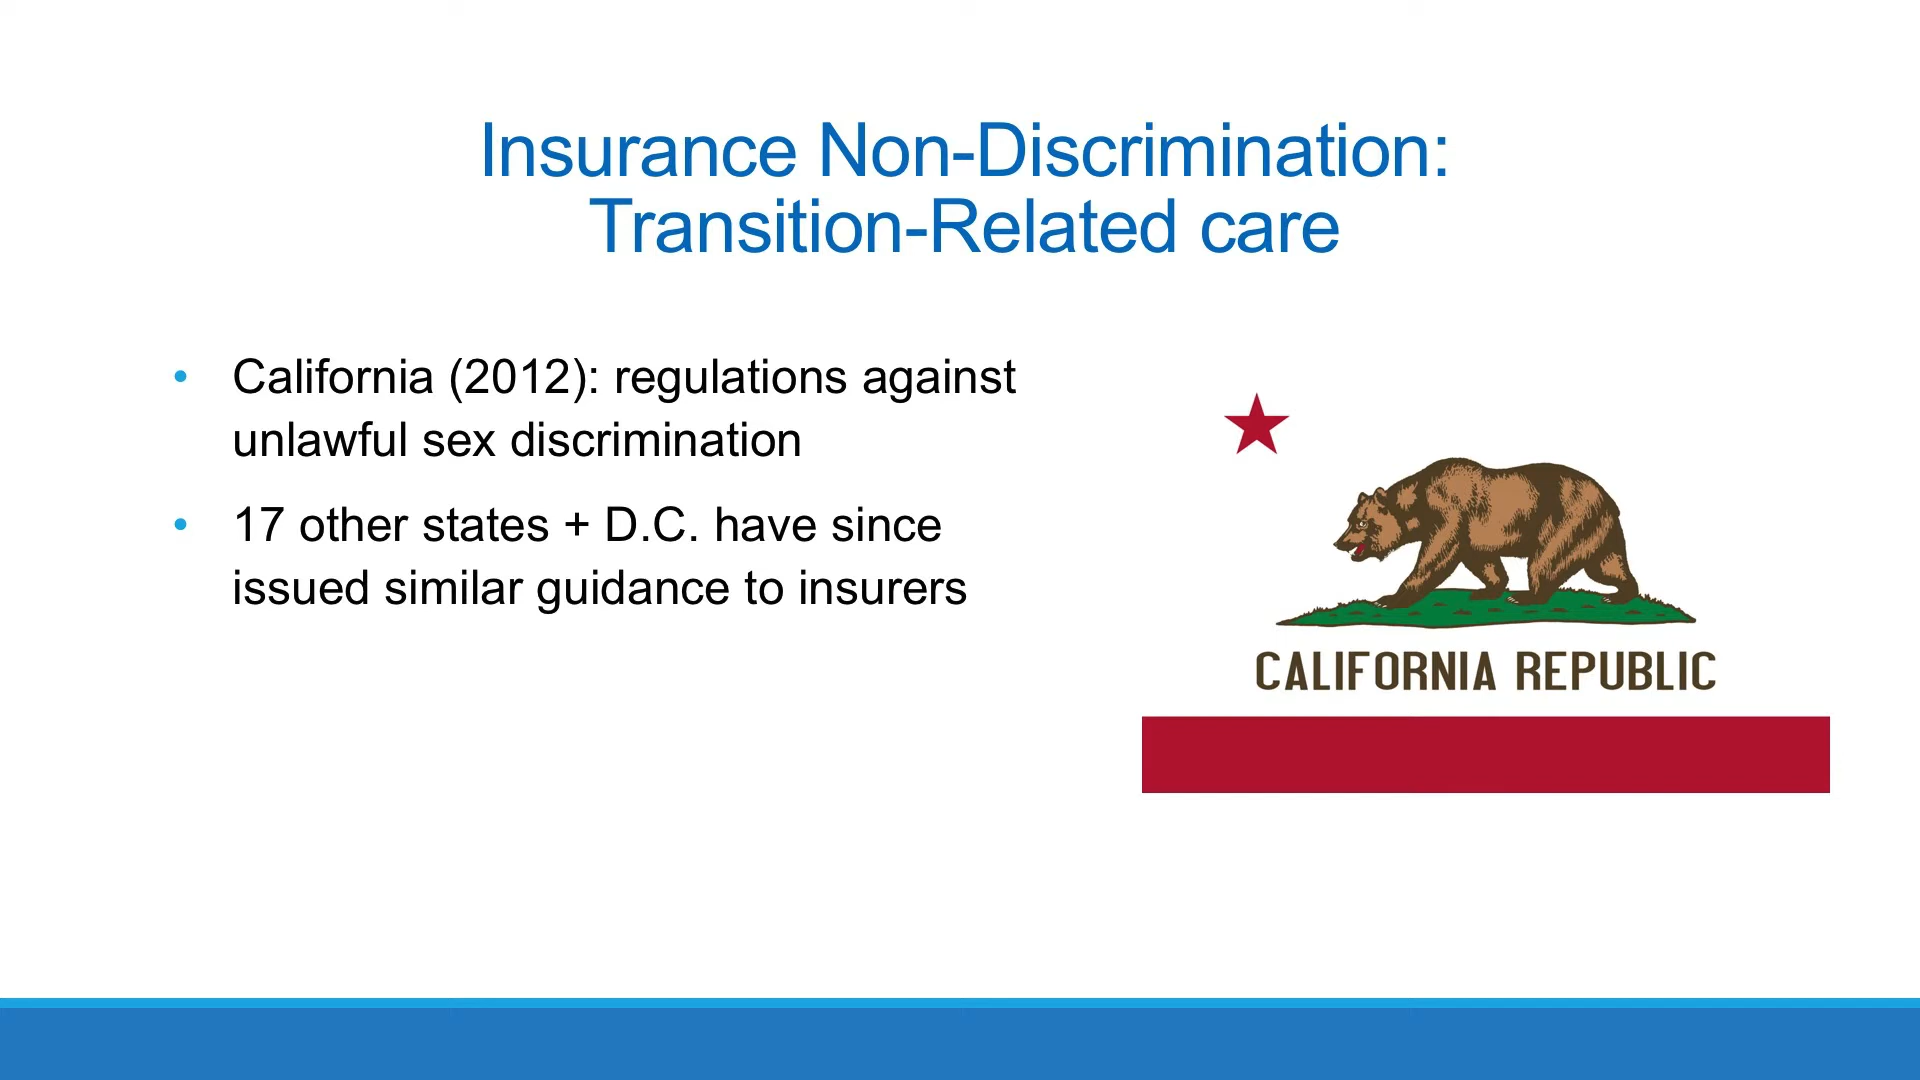 Insurance Non-Discrimination:
Transition-Related care
• California (2012): regulations against
unlawful sex discrimination
• 17 other states + D.C. have since
issued similar guidance to insurers
CALIFORNIA REPUBLIC